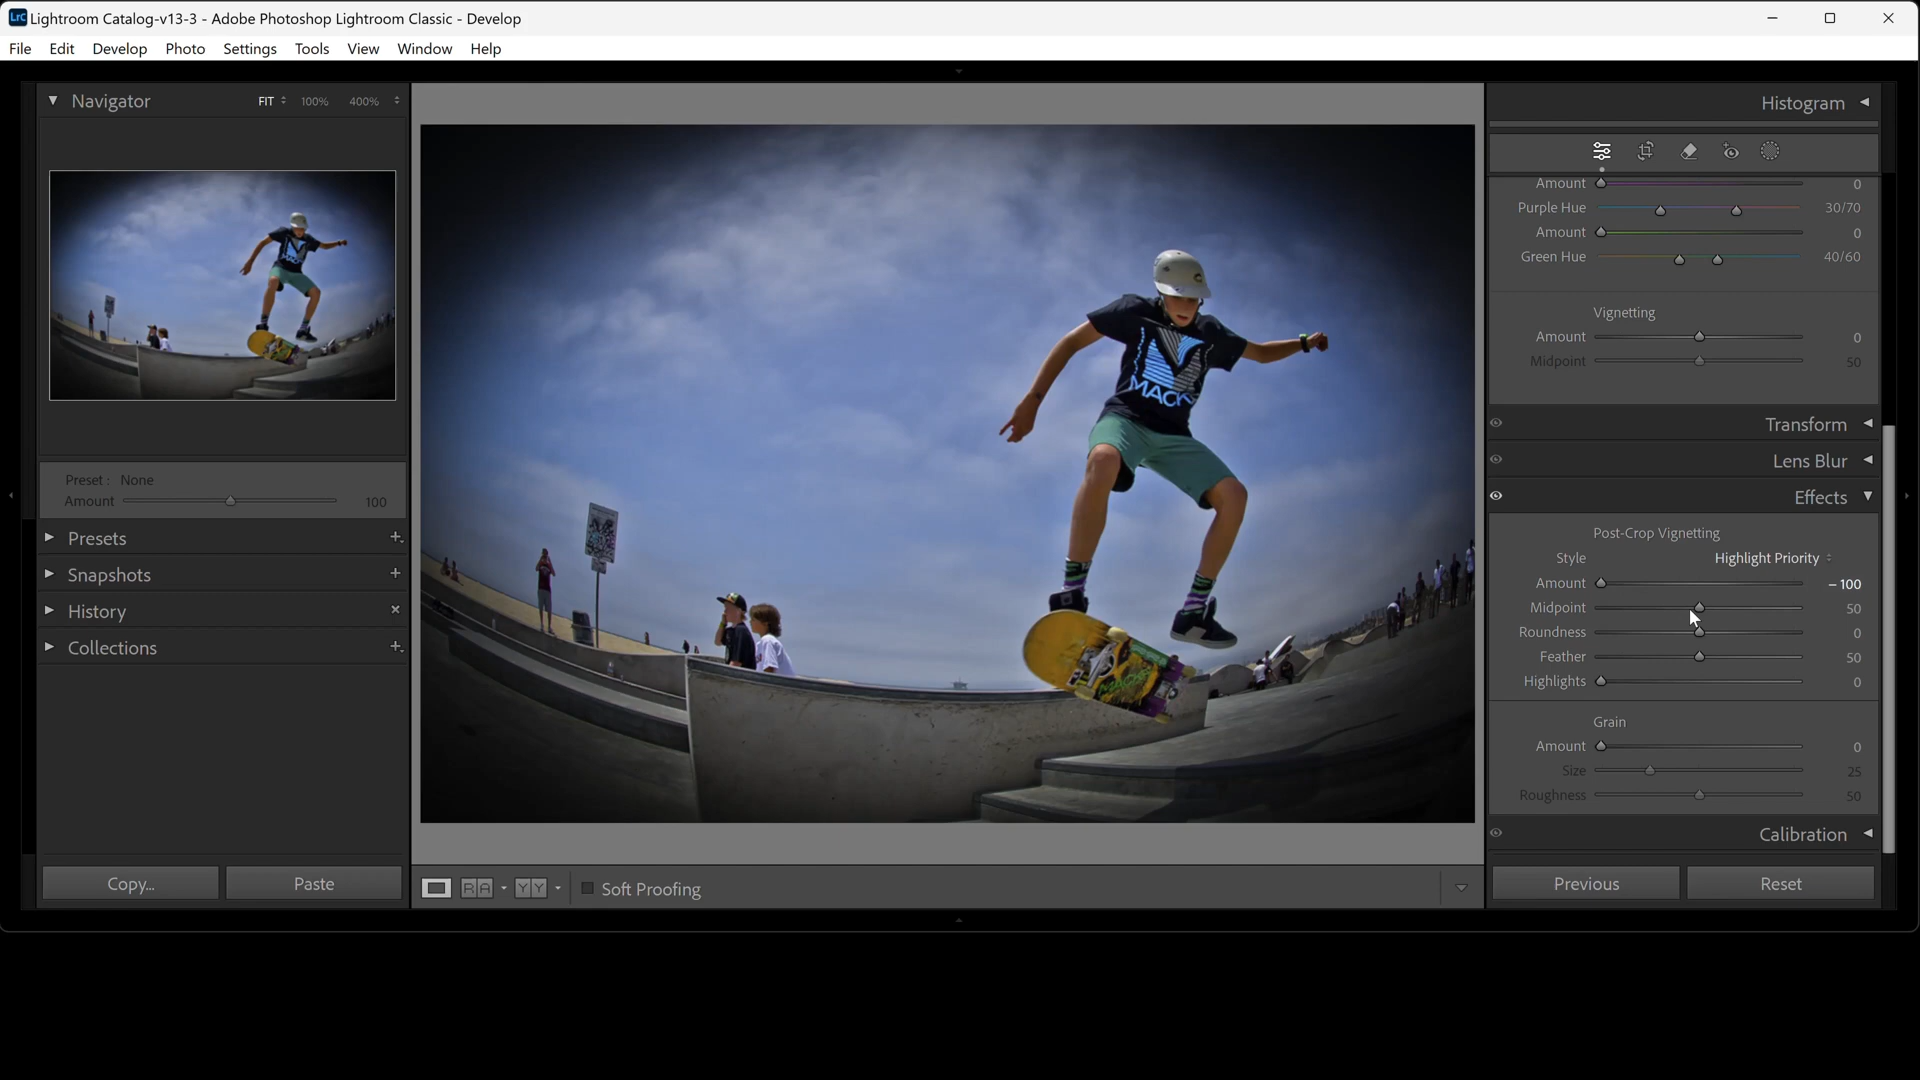 LrC Lightroom Catalog-v13-3 - Adobe Photoshop Lightroom Classic - Develop
File Edit Develop Photo Settings Tools View Window Help
Navigator FIT 100% 400%
Preset: None
Amount 100
Presets
Snapshots
History
Collections
Copy... Paste
MACK
R A Y Y Soft Proofing
Histogram
Amount 0
Purple Hue 30/70
Amount 0
Green Hue 40/60
Vignetting
Amount 0
Midpoint 50
Transform
Lens Blur
Effects
Post-Crop Vignetting
Style Highlight Priority
Amount – 100
Midpoint 50
Roundness 0
Feather 50
Highlights 0
Grain
Amount 0
Size 25
Roughness 50
Calibration
Previous Reset